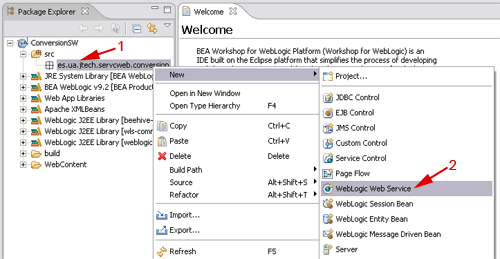 Package Explorer
Welcome
ConversionSW
src
es.ua.jtech.servcweb.conversion
JRE System Library [BEA WebLo
BEA WebLogic v9.2 [BEA Produc
Web App Libraries
Apache XMLBeans
WebLogic J2EE Library [beehive-
WebLogic J2EE Library [wls-comm
WebLogic J2EE Library [weblogic
build
WebContent
1
Welcome
BEA Workshop for WebLogic Platform (Workshop for WebLogic) is an
IDE built on the Eclipse platform that simplifies the process of developing
New
Open in New Window
Open Type Hierarchy F4
Copy Ctrl+C
Paste Ctrl+V
Delete Delete
Build Path
Source Alt+Shift+S
Refactor Alt+Shift+T
Import...
Export...
Refresh F5
Project...
JDBC Control
EJB Control
JMS Control
Custom Control
Service Control
Page Flow
WebLogic Web Service
WebLogic Session Bean
WebLogic Entity Bean
WebLogic Message Driven Bean
Server
2